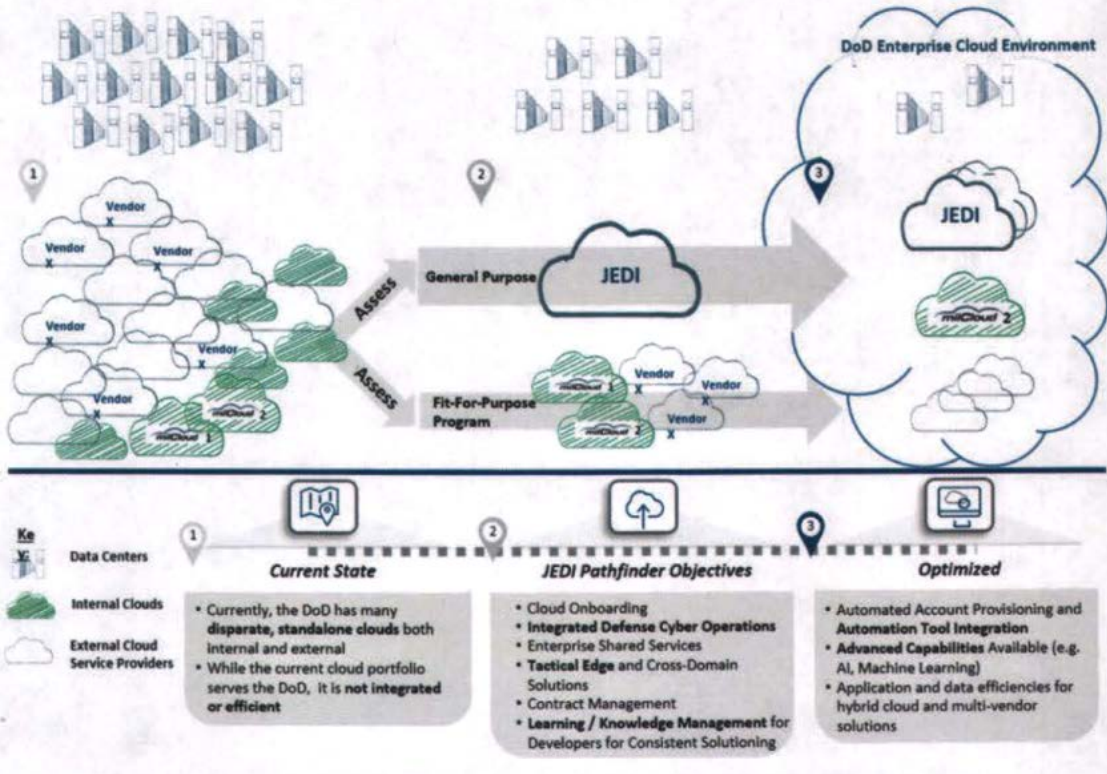 DoD Enterprise Cloud Environment
1
2
3
Vendor
X
Vendor
X
Vendor
X
Vendor
X
Vendor
X
Vendor
X
milCloud 2
milCloud 1
Assess
Assess
General Purpose
JEDI
Fit-For-Purpose
Program
milCloud 1
milCloud 2
Vendor
X
Vendor
X
Vendor
X
JEDI
milCloud 2
Ke
y:
Data Centers
Internal Clouds
External Cloud
Service Providers
1
Current State
• Currently, the DoD has many
disparate, standalone clouds both
internal and external
• While the current cloud portfolio
serves the DoD, it is not integrated
or efficient
2
JEDI Pathfinder Objectives
• Cloud Onboarding
• Integrated Defense Cyber Operations
• Enterprise Shared Services
• Tactical Edge and Cross-Domain
Solutions
• Contract Management
• Learning / Knowledge Management for
Developers for Consistent Solutioning
3
Optimized
• Automated Account Provisioning and
Automation Tool Integration
• Advanced Capabilities Available (e.g.
AI, Machine Learning)
• Application and data efficiencies for
hybrid cloud and multi-vendor
solutions